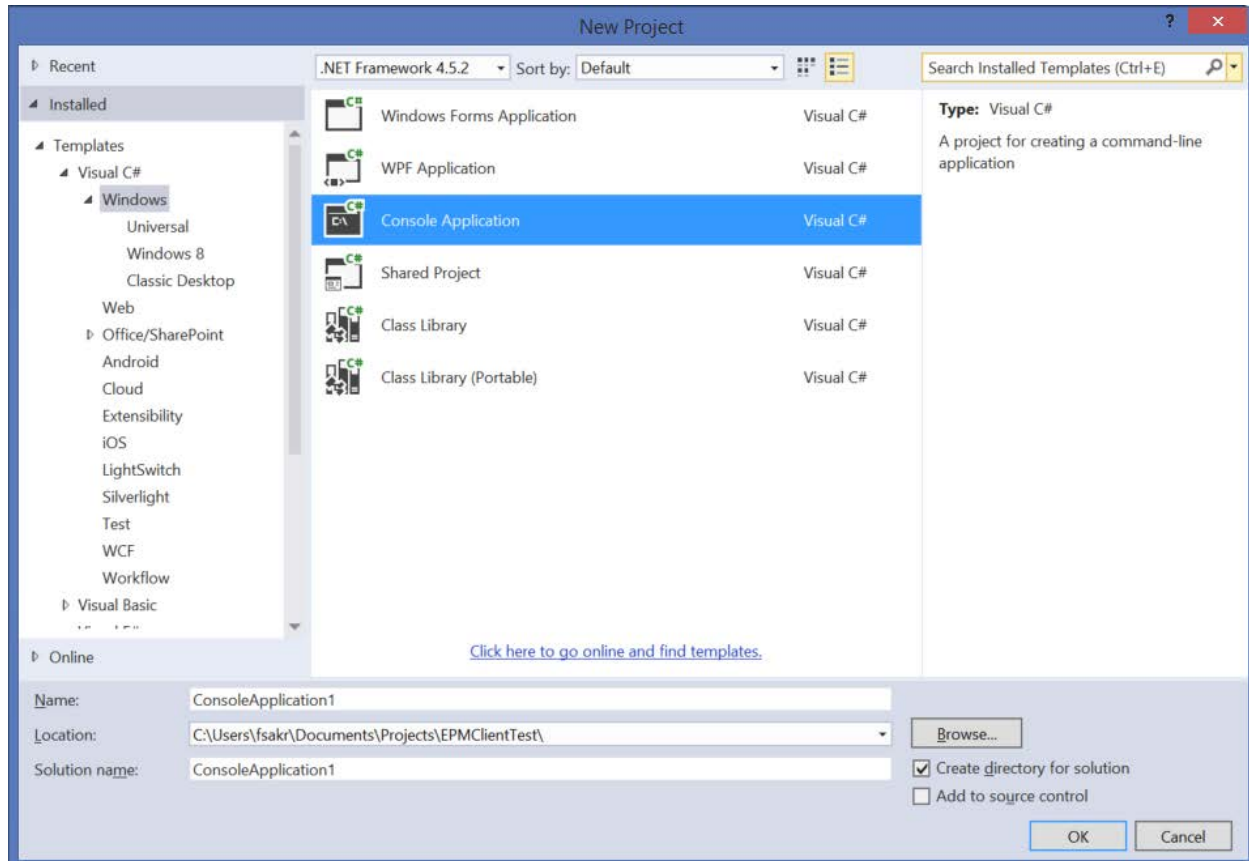 New Project
? ×
Recent
.NET Framework 4.5.2 Sort by: Default
Search Installed Templates (Ctrl+E)
Installed
Templates
Visual C#
Windows
Universal
Windows 8
Classic Desktop
Web
Office/SharePoint
Android
Cloud
Extensibility
iOS
LightSwitch
Silverlight
Test
WCF
Workflow
Visual Basic
Online
C# Windows Forms Application Visual C#
C# WPF Application Visual C#
C# C:\ Console Application Visual C#
C# Shared Project Visual C#
C# Class Library Visual C#
C# Class Library (Portable) Visual C#
Click here to go online and find templates.
Type: Visual C#
A project for creating a command-line
application
Name: ConsoleApplication1
Location: C:\Users\fsakr\Documents\Projects\EPMClientTest\
Browse...
Solution name: ConsoleApplication1
Create directory for solution
Add to source control
OK Cancel